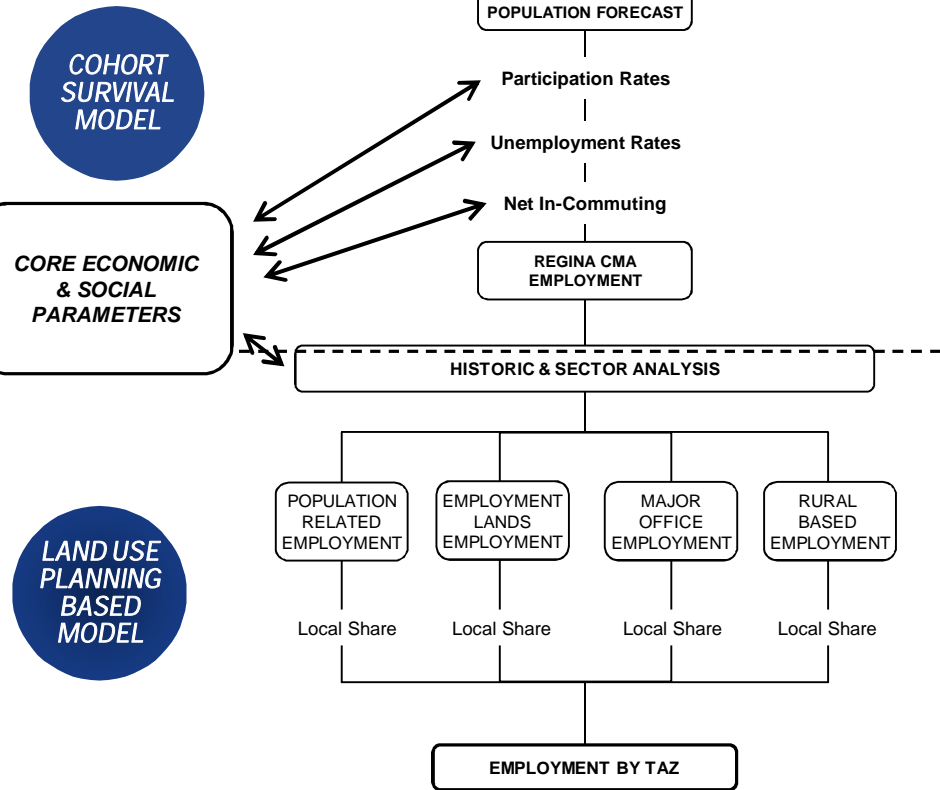 POPULATION FORECAST
COHORT
SURVIVAL
MODEL
Participation Rates
Unemployment Rates
Net In-Commuting
CORE ECONOMIC
& SOCIAL
PARAMETERS
REGINA CMA
EMPLOYMENT
HISTORIC & SECTOR ANALYSIS
POPULATION
RELATED
EMPLOYMENT
EMPLOYMENT
LANDS
EMPLOYMENT
MAJOR
OFFICE
EMPLOYMENT
RURAL
BASED
EMPLOYMENT
LAND USE
PLANNING
BASED
MODEL
Local Share
Local Share
Local Share
Local Share
EMPLOYMENT BY TAZ